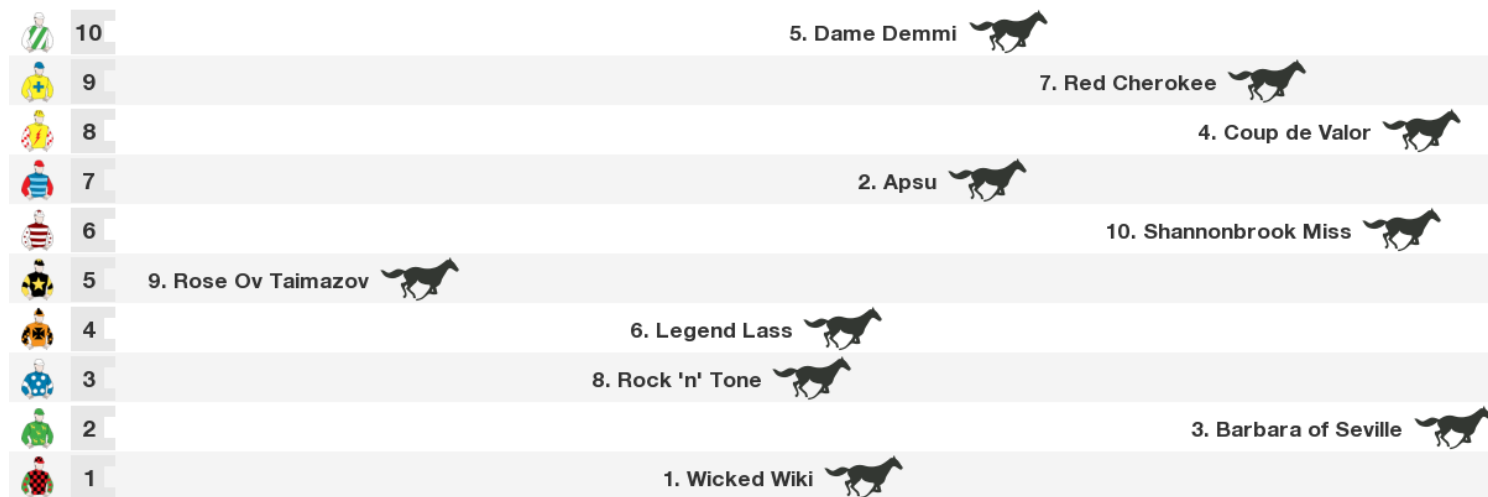 10 5. Dame Demmi
9 7. Red Cherokee
8 4. Coup de Valor
7 2. Apsu
6 10. Shannonbrook Miss
5 9. Rose Ov Taimazov
4 6. Legend Lass
3 8. Rock 'n' Tone
2 3. Barbara of Seville
1 1. Wicked Wiki